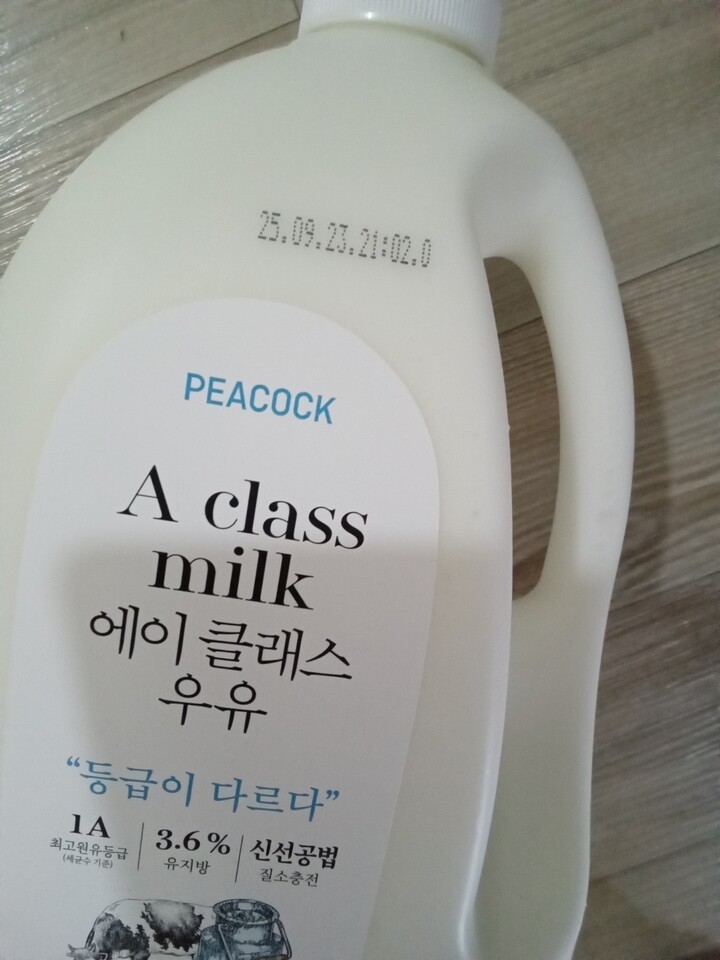 25.09.23.21:02.0
PEACOCK
A class
milk
에이 클래스
우유
“등급이 다르다”
1A
최고원유등급
(세균수 기준)
3.6%
유지방
신선공법
질소충전